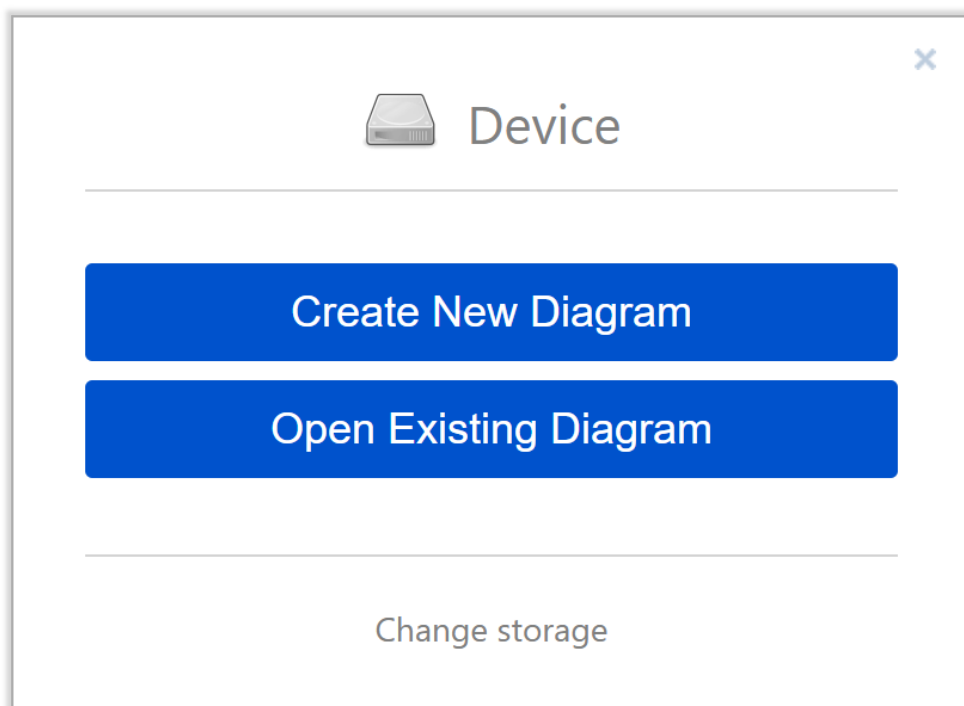 Device
Create New Diagram
Open Existing Diagram
Change storage